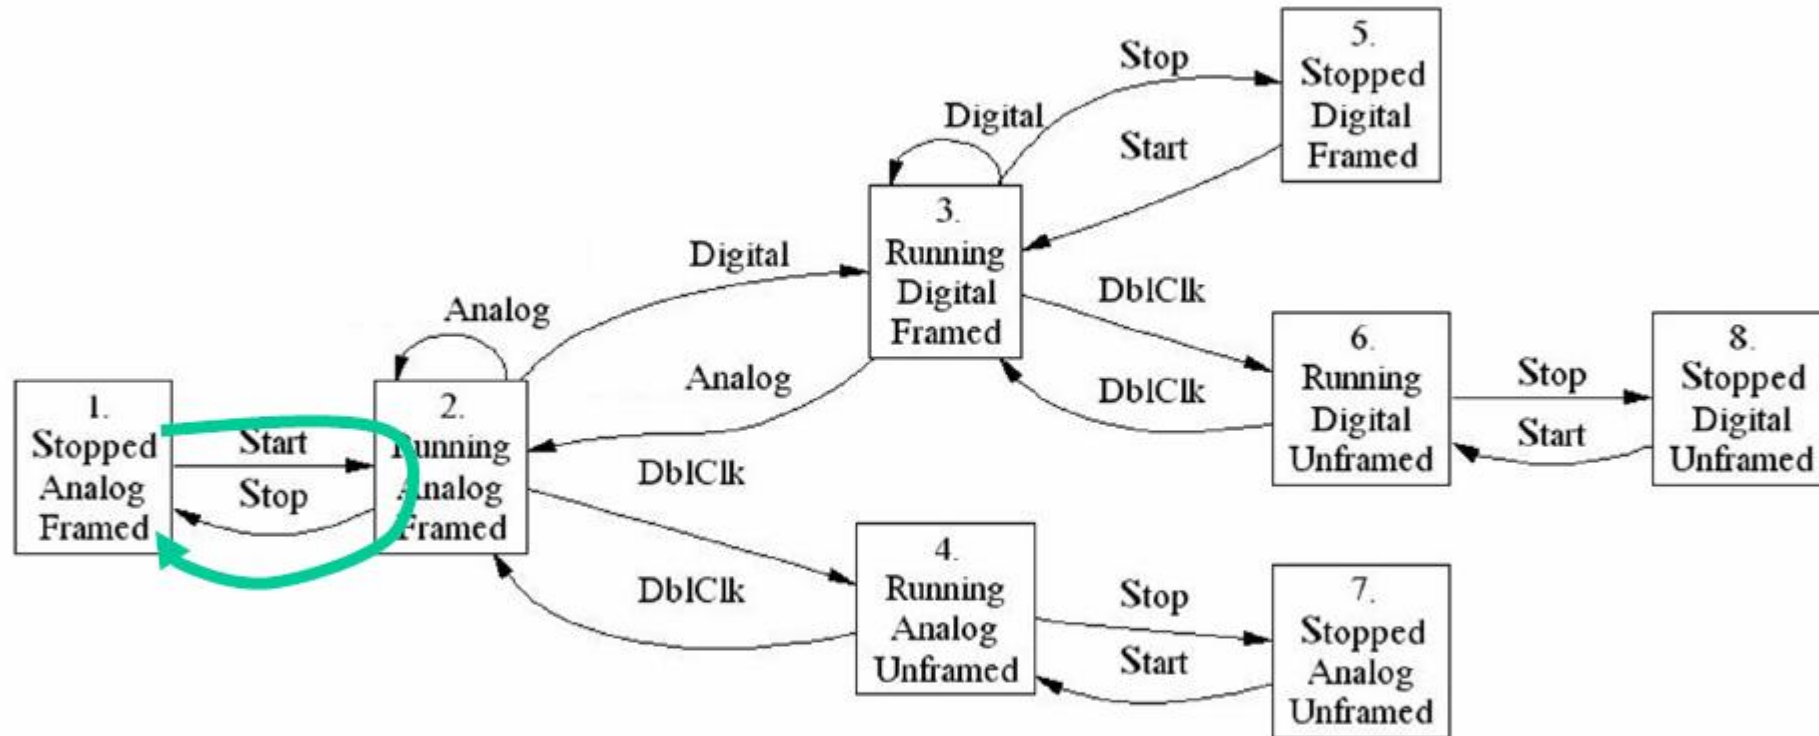 1.
Stopped
Analog
Framed
Start
Stop
2.
Running
Analog
Framed
Analog
Digital
Analog
DblClk
DblClk
3.
Running
Digital
Framed
Digital
Stop
Start
5.
Stopped
Digital
Framed
DblClk
DblClk
6.
Running
Digital
Unframed
Stop
Start
8.
Stopped
Digital
Unframed
4.
Running
Analog
Unframed
Stop
Start
7.
Stopped
Analog
Unframed